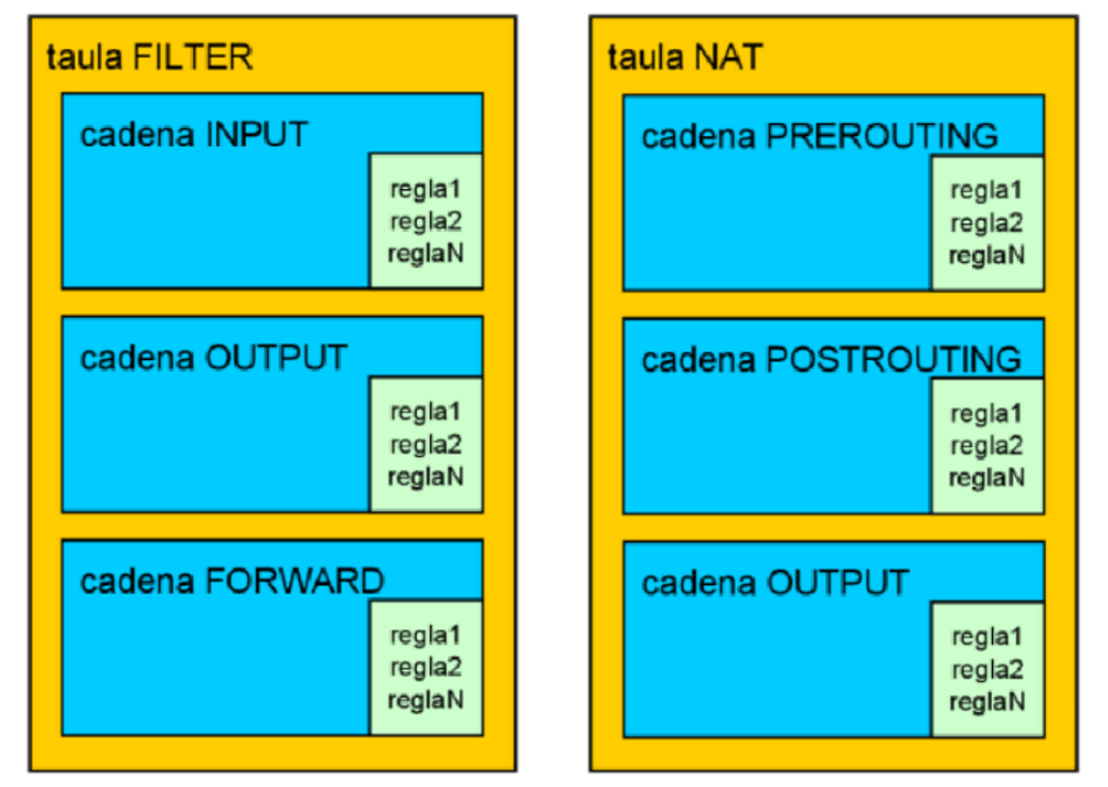 taula FILTER
cadena INPUT
regla1
regla2
reglaN
cadena OUTPUT
regla1
regla2
reglaN
cadena FORWARD
regla1
regla2
reglaN
taula NAT
cadena PREROUTING
regla1
regla2
reglaN
cadena POSTROUTING
regla1
regla2
reglaN
cadena OUTPUT
regla1
regla2
reglaN